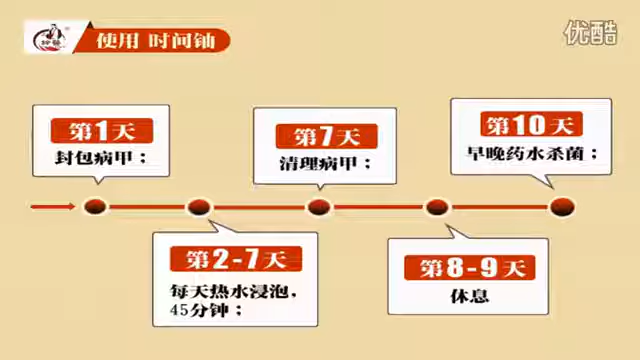 使用 时间轴
优酷
第1天
封包病甲；
第7天
清理病甲；
第10天
早晚药水杀菌；
第2-7天
每天热水浸泡，
45分钟；
第8-9天
休息